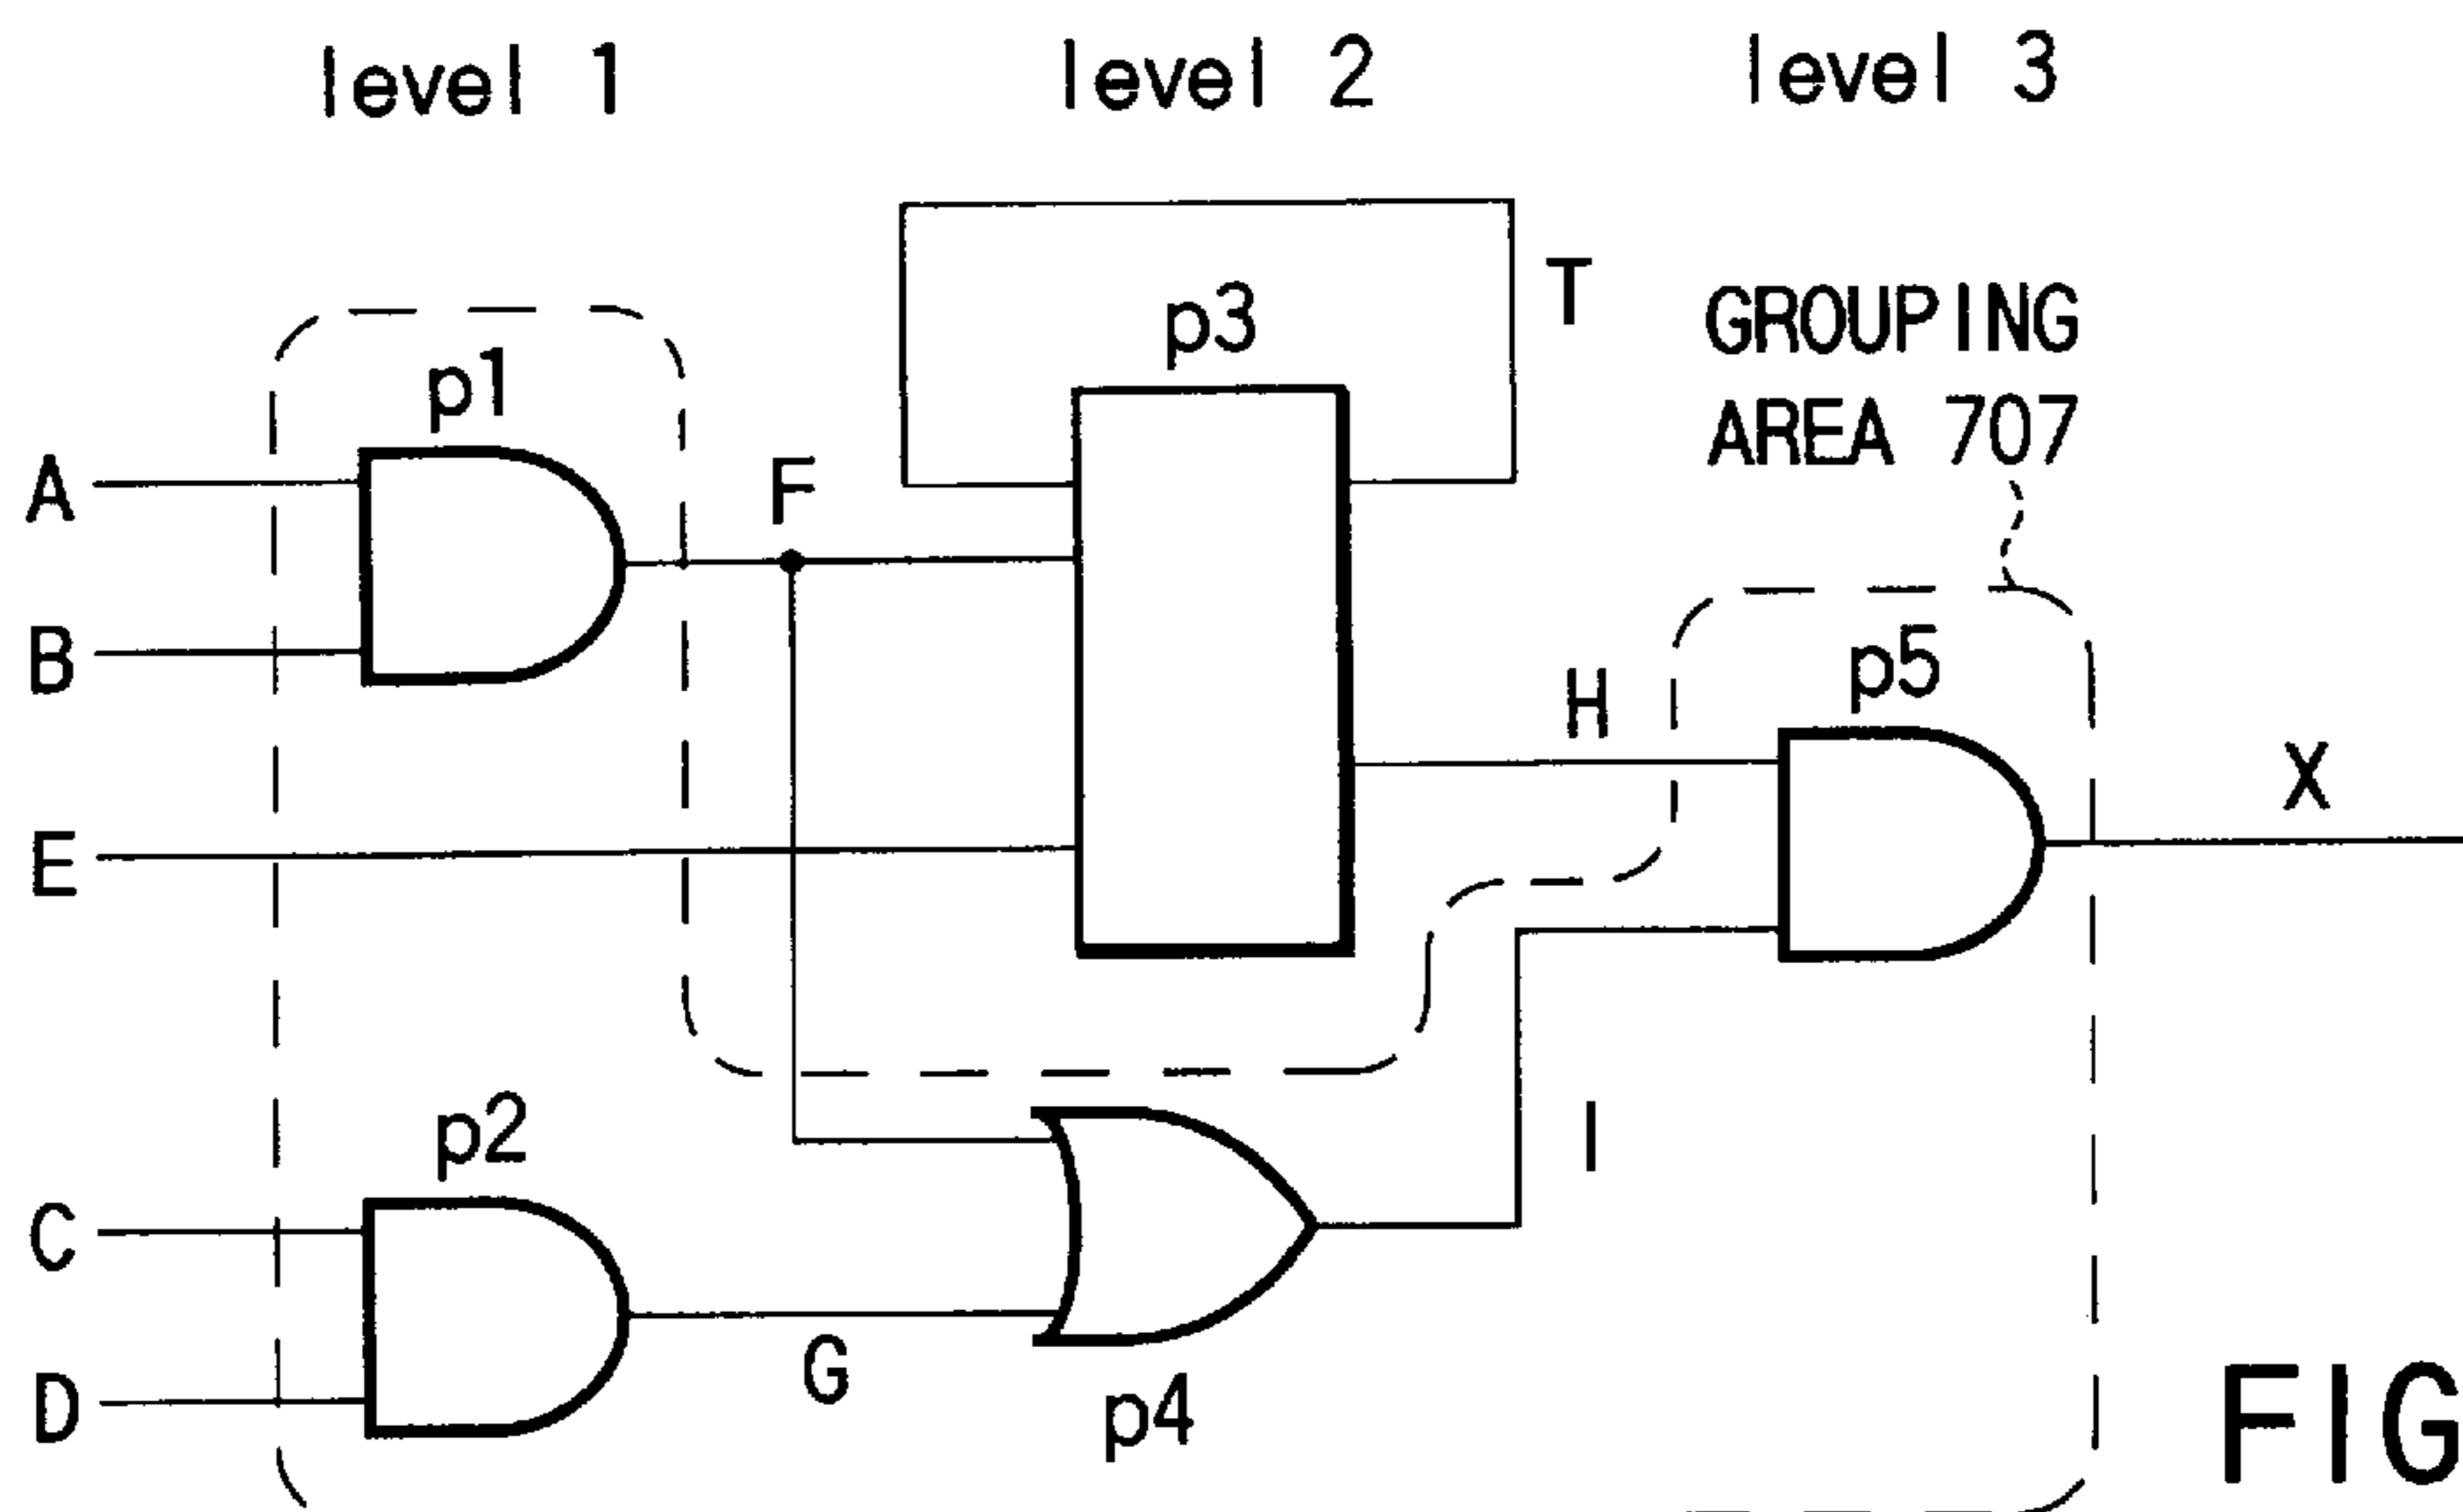 level 1 level 2 level 3
T
p3
GROUPING
AREA 707
p1
A
F
B
p5
H
X
E
p2
I
C
G
D
p4
FIG